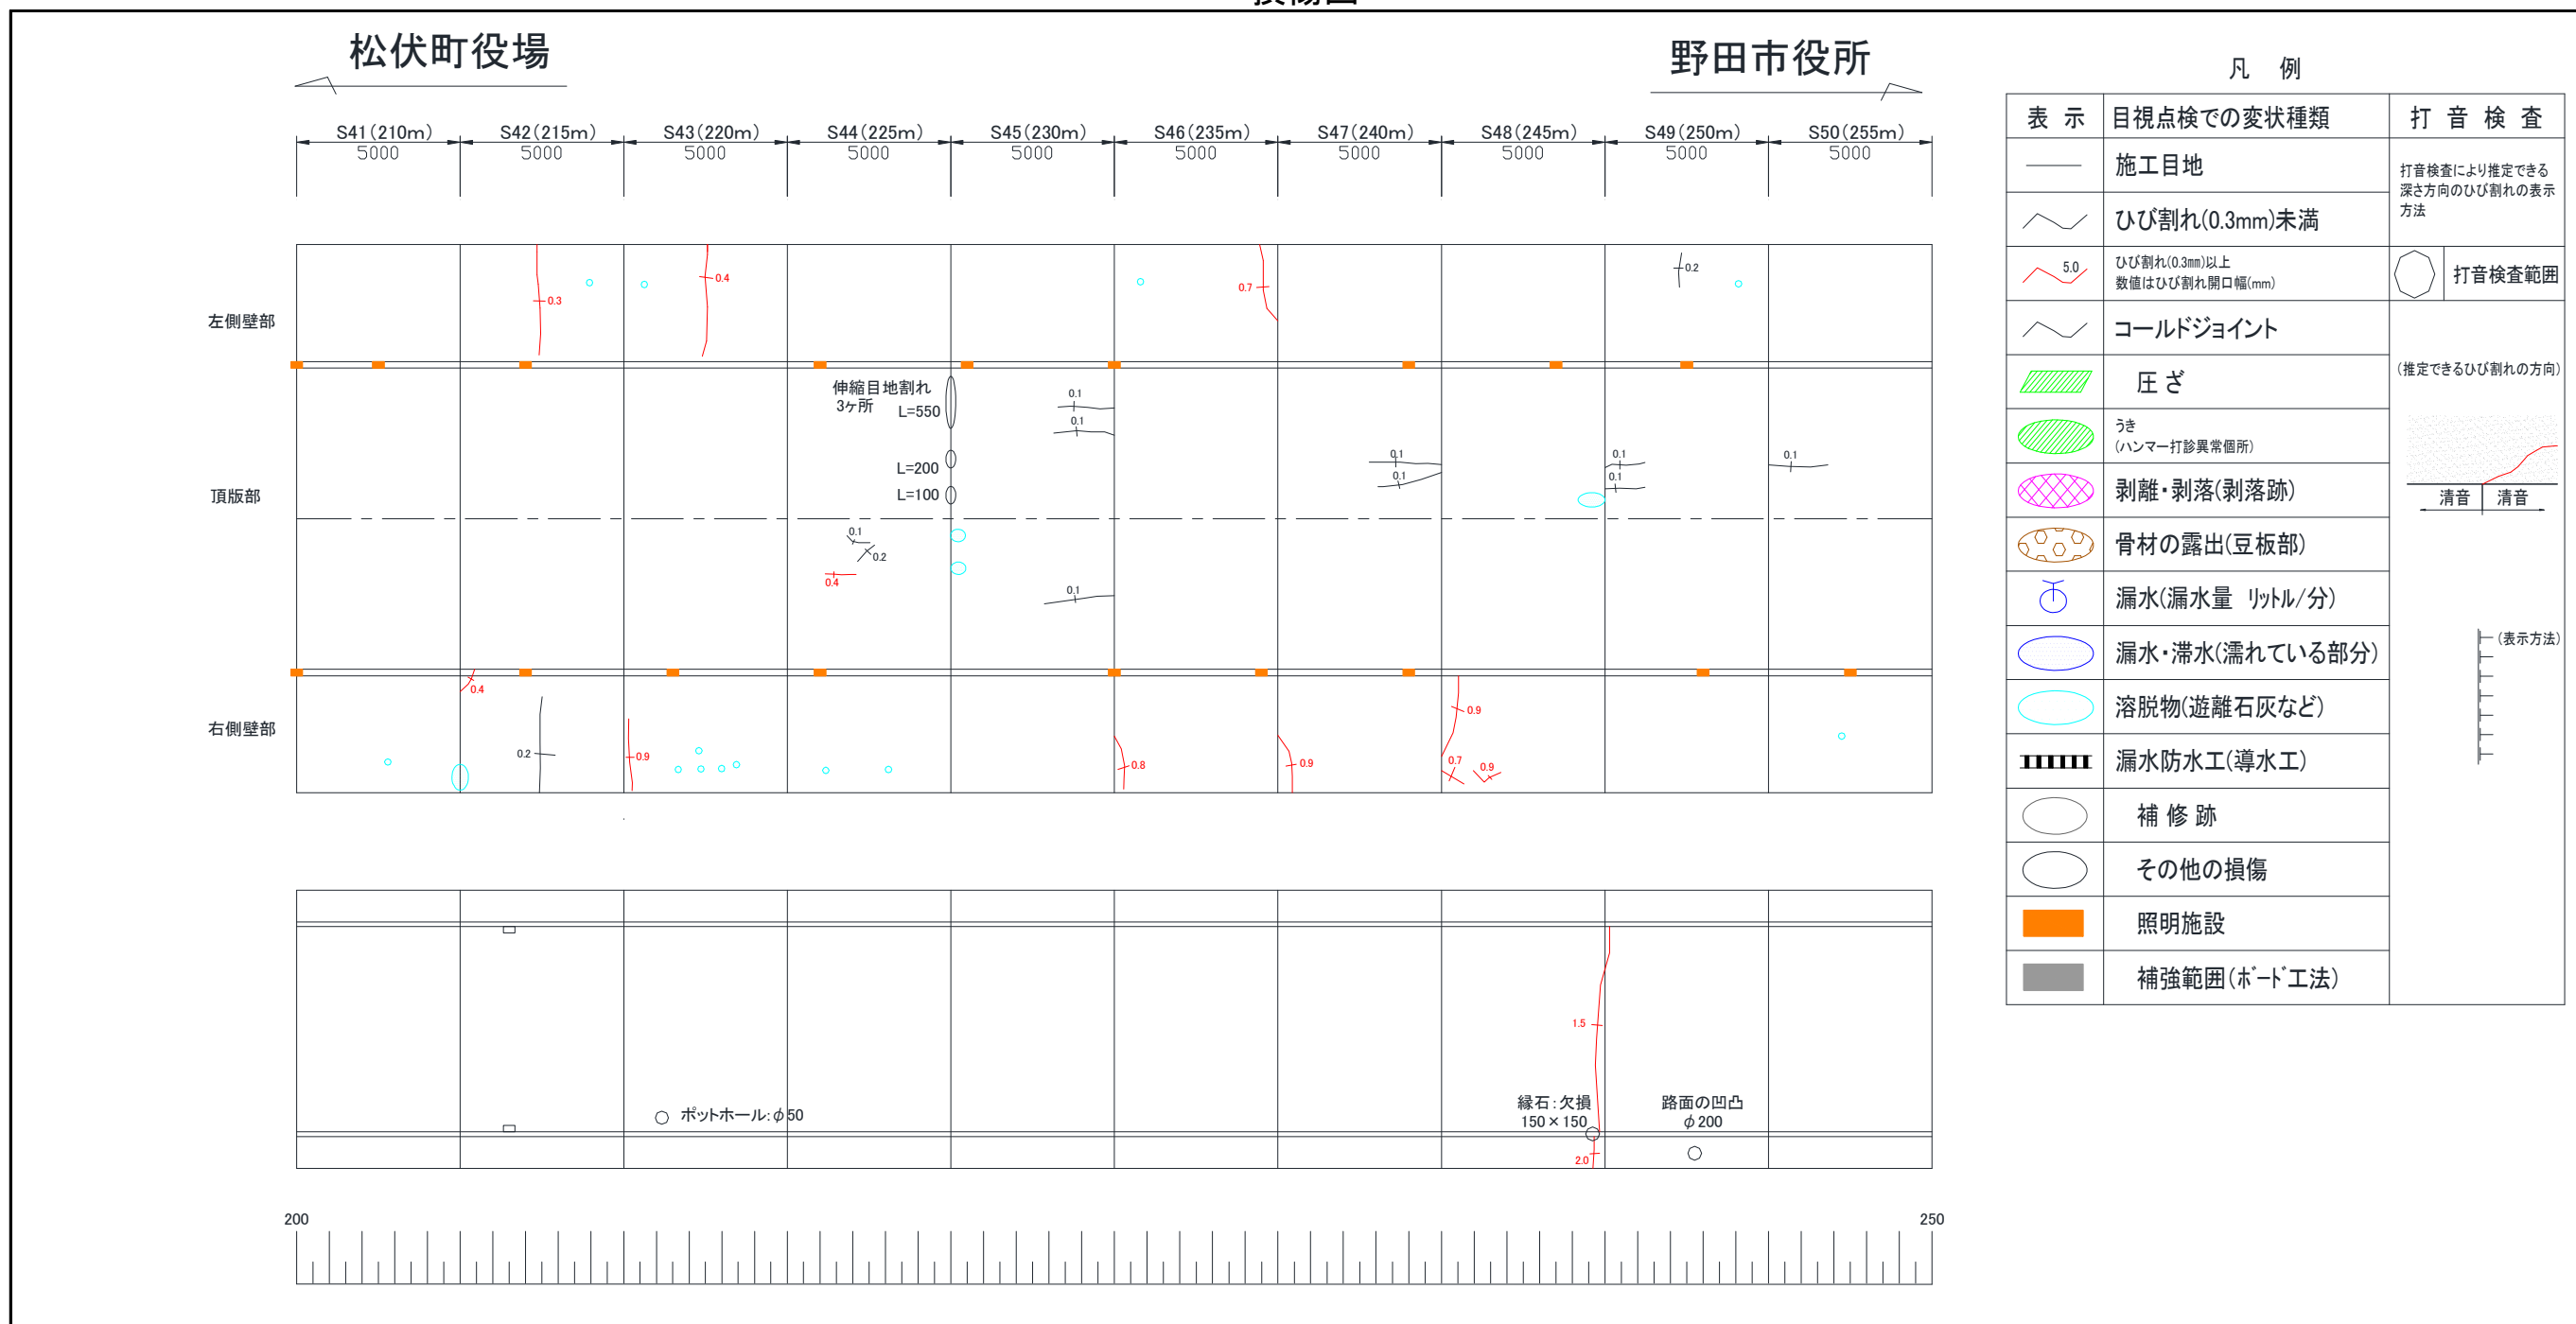 松伏町役場
野田市役所
S41(210m) S42(215m) S43(220m) S44(225m) S45(230m) S46(235m) S47(240m) S48(245m) S49(250m) S50(255m)
5000 5000 5000 5000 5000 5000 5000 5000 5000 5000
左側壁部
0.3
0.4
0.7
0.2
頂版部
伸縮目地割れ
3ヶ所 L=550
L=200
L=100
0.1
0.1
0.1
0.1
0.1
0.1
0.1
0.1
0.2
0.4
0.1
右側壁部
0.4
0.2
0.9
0.8
0.9
0.9
0.7
0.9
1.5
ポットホール:φ50
縁石:欠損
150×150
路面の凹凸
φ200
2.0
200
250
凡 例
表 示 目視点検での変状種類 打 音 検 査
施工目地
打音検査により推定できる
深さ方向のひび割れの表示
方法
ひび割れ(0.3mm)未満
5.0
ひび割れ(0.3mm)以上
数値はひび割れ開口幅(mm)
打音検査範囲
コールドジョイント
圧 ざ
(推定できるひび割れの方向)
うき
(ハンマー打診異常個所)
剥離・剥落(剥落跡)
清音 清音
骨材の露出(豆板部)
漏水(漏水量 リットル/分)
漏水・滞水(濡れている部分)
(表示方法)
溶脱物(遊離石灰など)
漏水防水工(導水工)
補 修 跡
その他の損傷
照明施設
補強範囲(ボード工法)